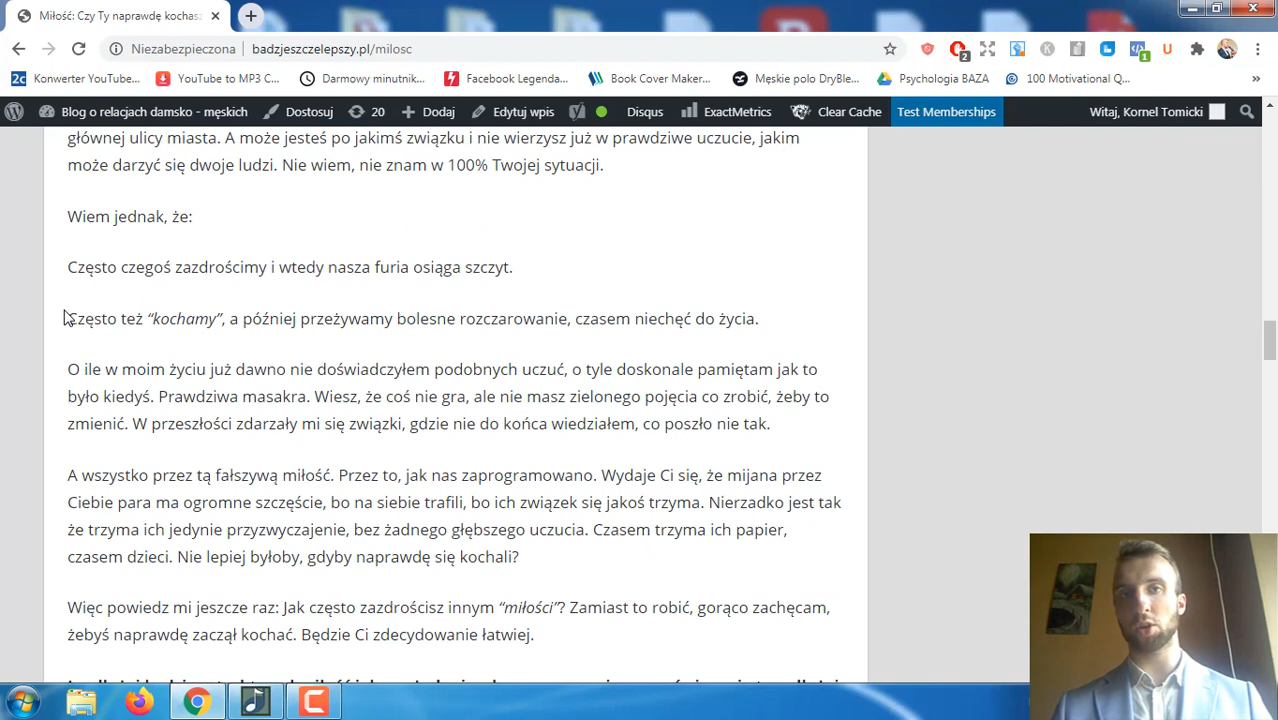 Miłość: Czy Ty naprawdę kochasz
Niezabezpieczona
badzjeszczelepszy.pl/milosc
2
1
Konwerter YouTube...
YouTube to MP3 C...
Darmowy minutnik...
Facebook Legenda...
Book Cover Maker...
Męskie polo DryBle...
Psychologia BAZA
100 Motivational Q...
»
Blog o relacjach damsko - męskich
Dostosuj
20
Dodaj
Edytuj wpis
Disqus
ExactMetrics
Clear Cache
Test Memberships
Witaj, Kornel Tomicki
głównej ulicy miasta. A może jesteś po jakimś związku i nie wierzysz już w prawdziwe uczucie, jakim
może darzyć się dwoje ludzi. Nie wiem, nie znam w 100% Twojej sytuacji.
Wiem jednak, że:
Często czegoś zazdrościmy i wtedy nasza furia osiąga szczyt.
Często też “kochamy”, a później przeżywamy bolesne rozczarowanie, czasem niechęć do życia.
O ile w moim życiu już dawno nie doświadczyłem podobnych uczuć, o tyle doskonale pamiętam jak to
było kiedyś. Prawdziwa masakra. Wiesz, że coś nie gra, ale nie masz zielonego pojęcia co zrobić, żeby to
zmienić. W przeszłości zdarzały mi się związki, gdzie nie do końca wiedziałem, co poszło nie tak.
A wszystko przez tą fałszywą miłość. Przez to, jak nas zaprogramowano. Wydaje Ci się, że mijana przez
Ciebie para ma ogromne szczęście, bo na siebie trafili, bo ich związek się jakoś trzyma. Nierzadko jest tak
że trzyma ich jedynie przyzwyczajenie, bez żadnego głębszego uczucia. Czasem trzyma ich papier,
czasem dzieci. Nie lepiej byłoby, gdyby naprawdę się kochali?
Więc powiedz mi jeszcze raz: Jak często zazdrościsz innym “miłości”? Zamiast to robić, gorąco zachęcam,
żebyś naprawdę zaczął kochać. Będzie Ci zdecydowanie łatwiej.